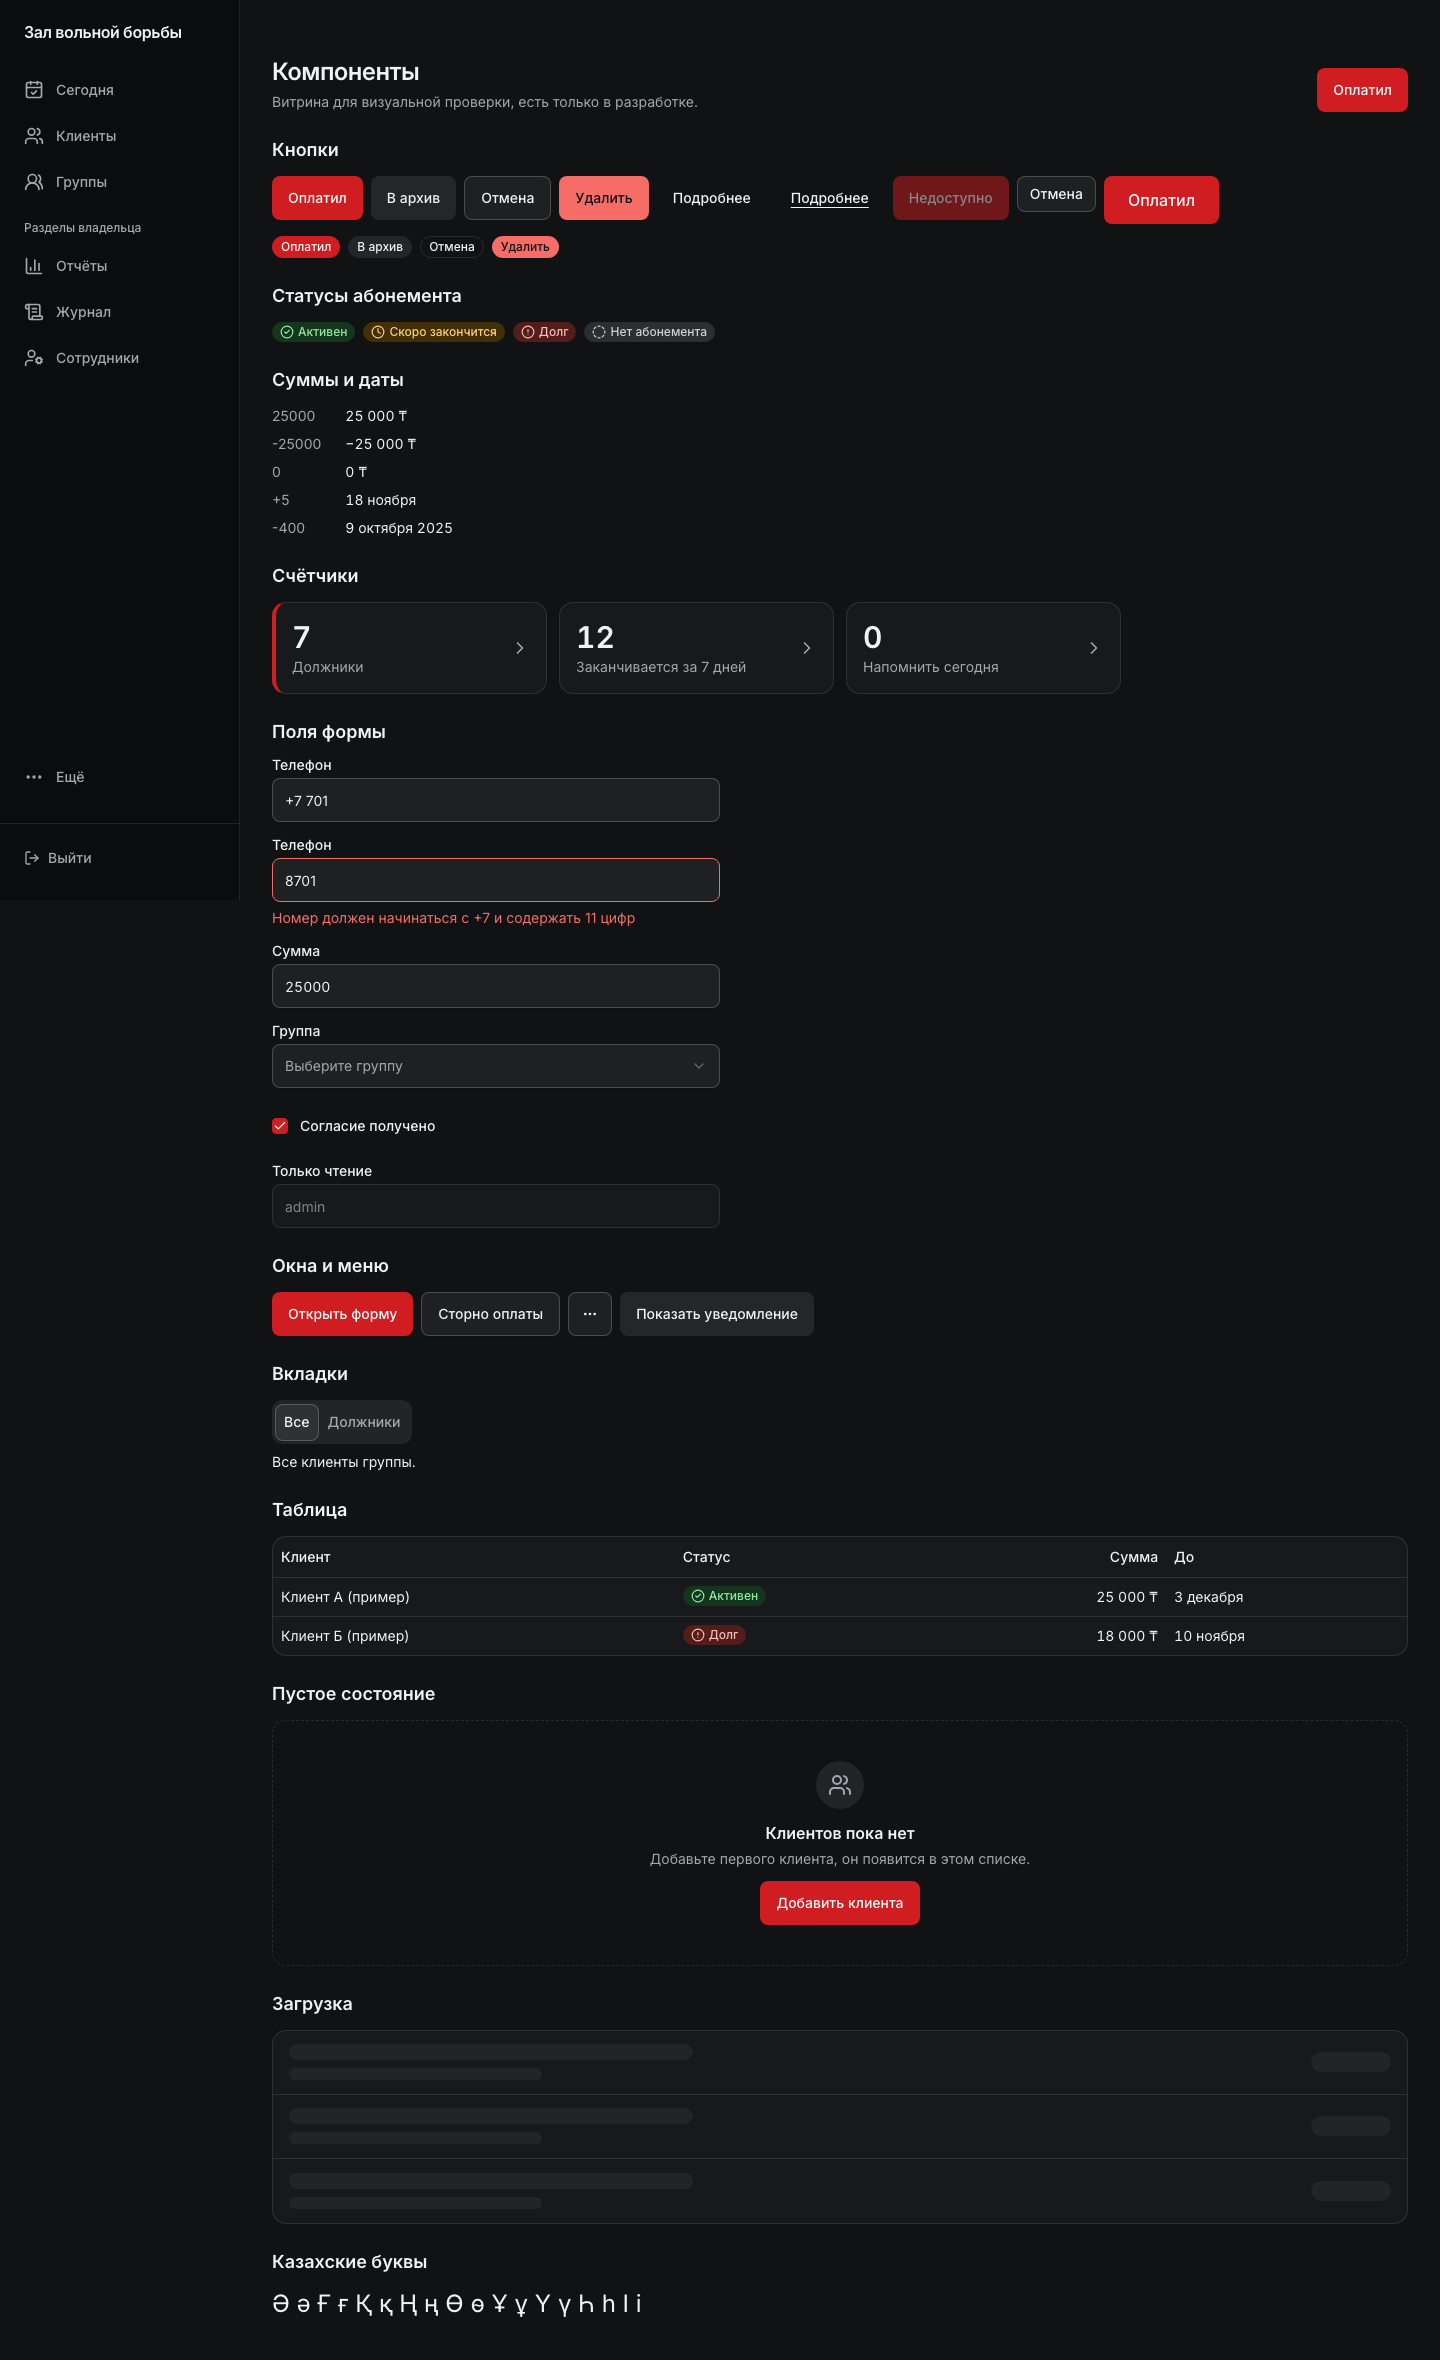 Зал вольной борьбы
Сегодня
Клиенты
Группы
Разделы владельца
Отчёты
Журнал
Сотрудники
Ещё
Выйти
Компоненты
Витрина для визуальной проверки, есть только в разработке.
Оплатил
Кнопки
Оплатил В архив Отмена Удалить Подробнее Подробнее Недоступно Отмена Оплатил
Оплатил В архив Отмена Удалить
Статусы абонемента
Активен Скоро закончится Долг Нет абонемента
Суммы и даты
25000 25 000 ₸
-25000 −25 000 ₸
0 0 ₸
+5 18 ноября
-400 9 октября 2025
Счётчики
7 12 0
Должники Заканчивается за 7 дней Напомнить сегодня
Поля формы
Телефон
+7 701
Телефон
8701
Номер должен начинаться с +7 и содержать 11 цифр
Сумма
25000
Группа
Выберите группу
Согласие получено
Только чтение
admin
Окна и меню
Открыть форму Сторно оплаты Показать уведомление
Вкладки
Все Должники
Все клиенты группы.
Таблица
Клиент Статус Сумма До
Клиент А (пример) Активен 25 000 ₸ 3 декабря
Клиент Б (пример) Долг 18 000 ₸ 10 ноября
Пустое состояние
Клиентов пока нет
Добавьте первого клиента, он появится в этом списке.
Добавить клиента
Загрузка
Казахские буквы
Ә ә Ғ ғ Қ қ Ң ң Ө ө Ұ ұ Ү ү Һ һ І і